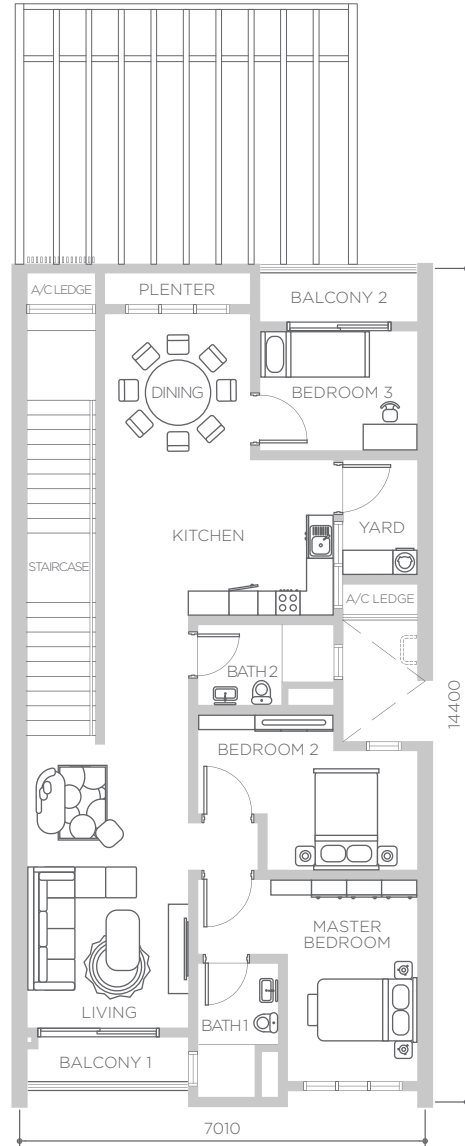 A/C LEDGE
PLENTER
BALCONY 2
DINING
BEDROOM 3
KITCHEN
YARD
STAIRCASE
A/C LEDGE
BATH 2
14400
BEDROOM 2
MASTER
BEDROOM
LIVING
BATH 1
BALCONY 1
7010